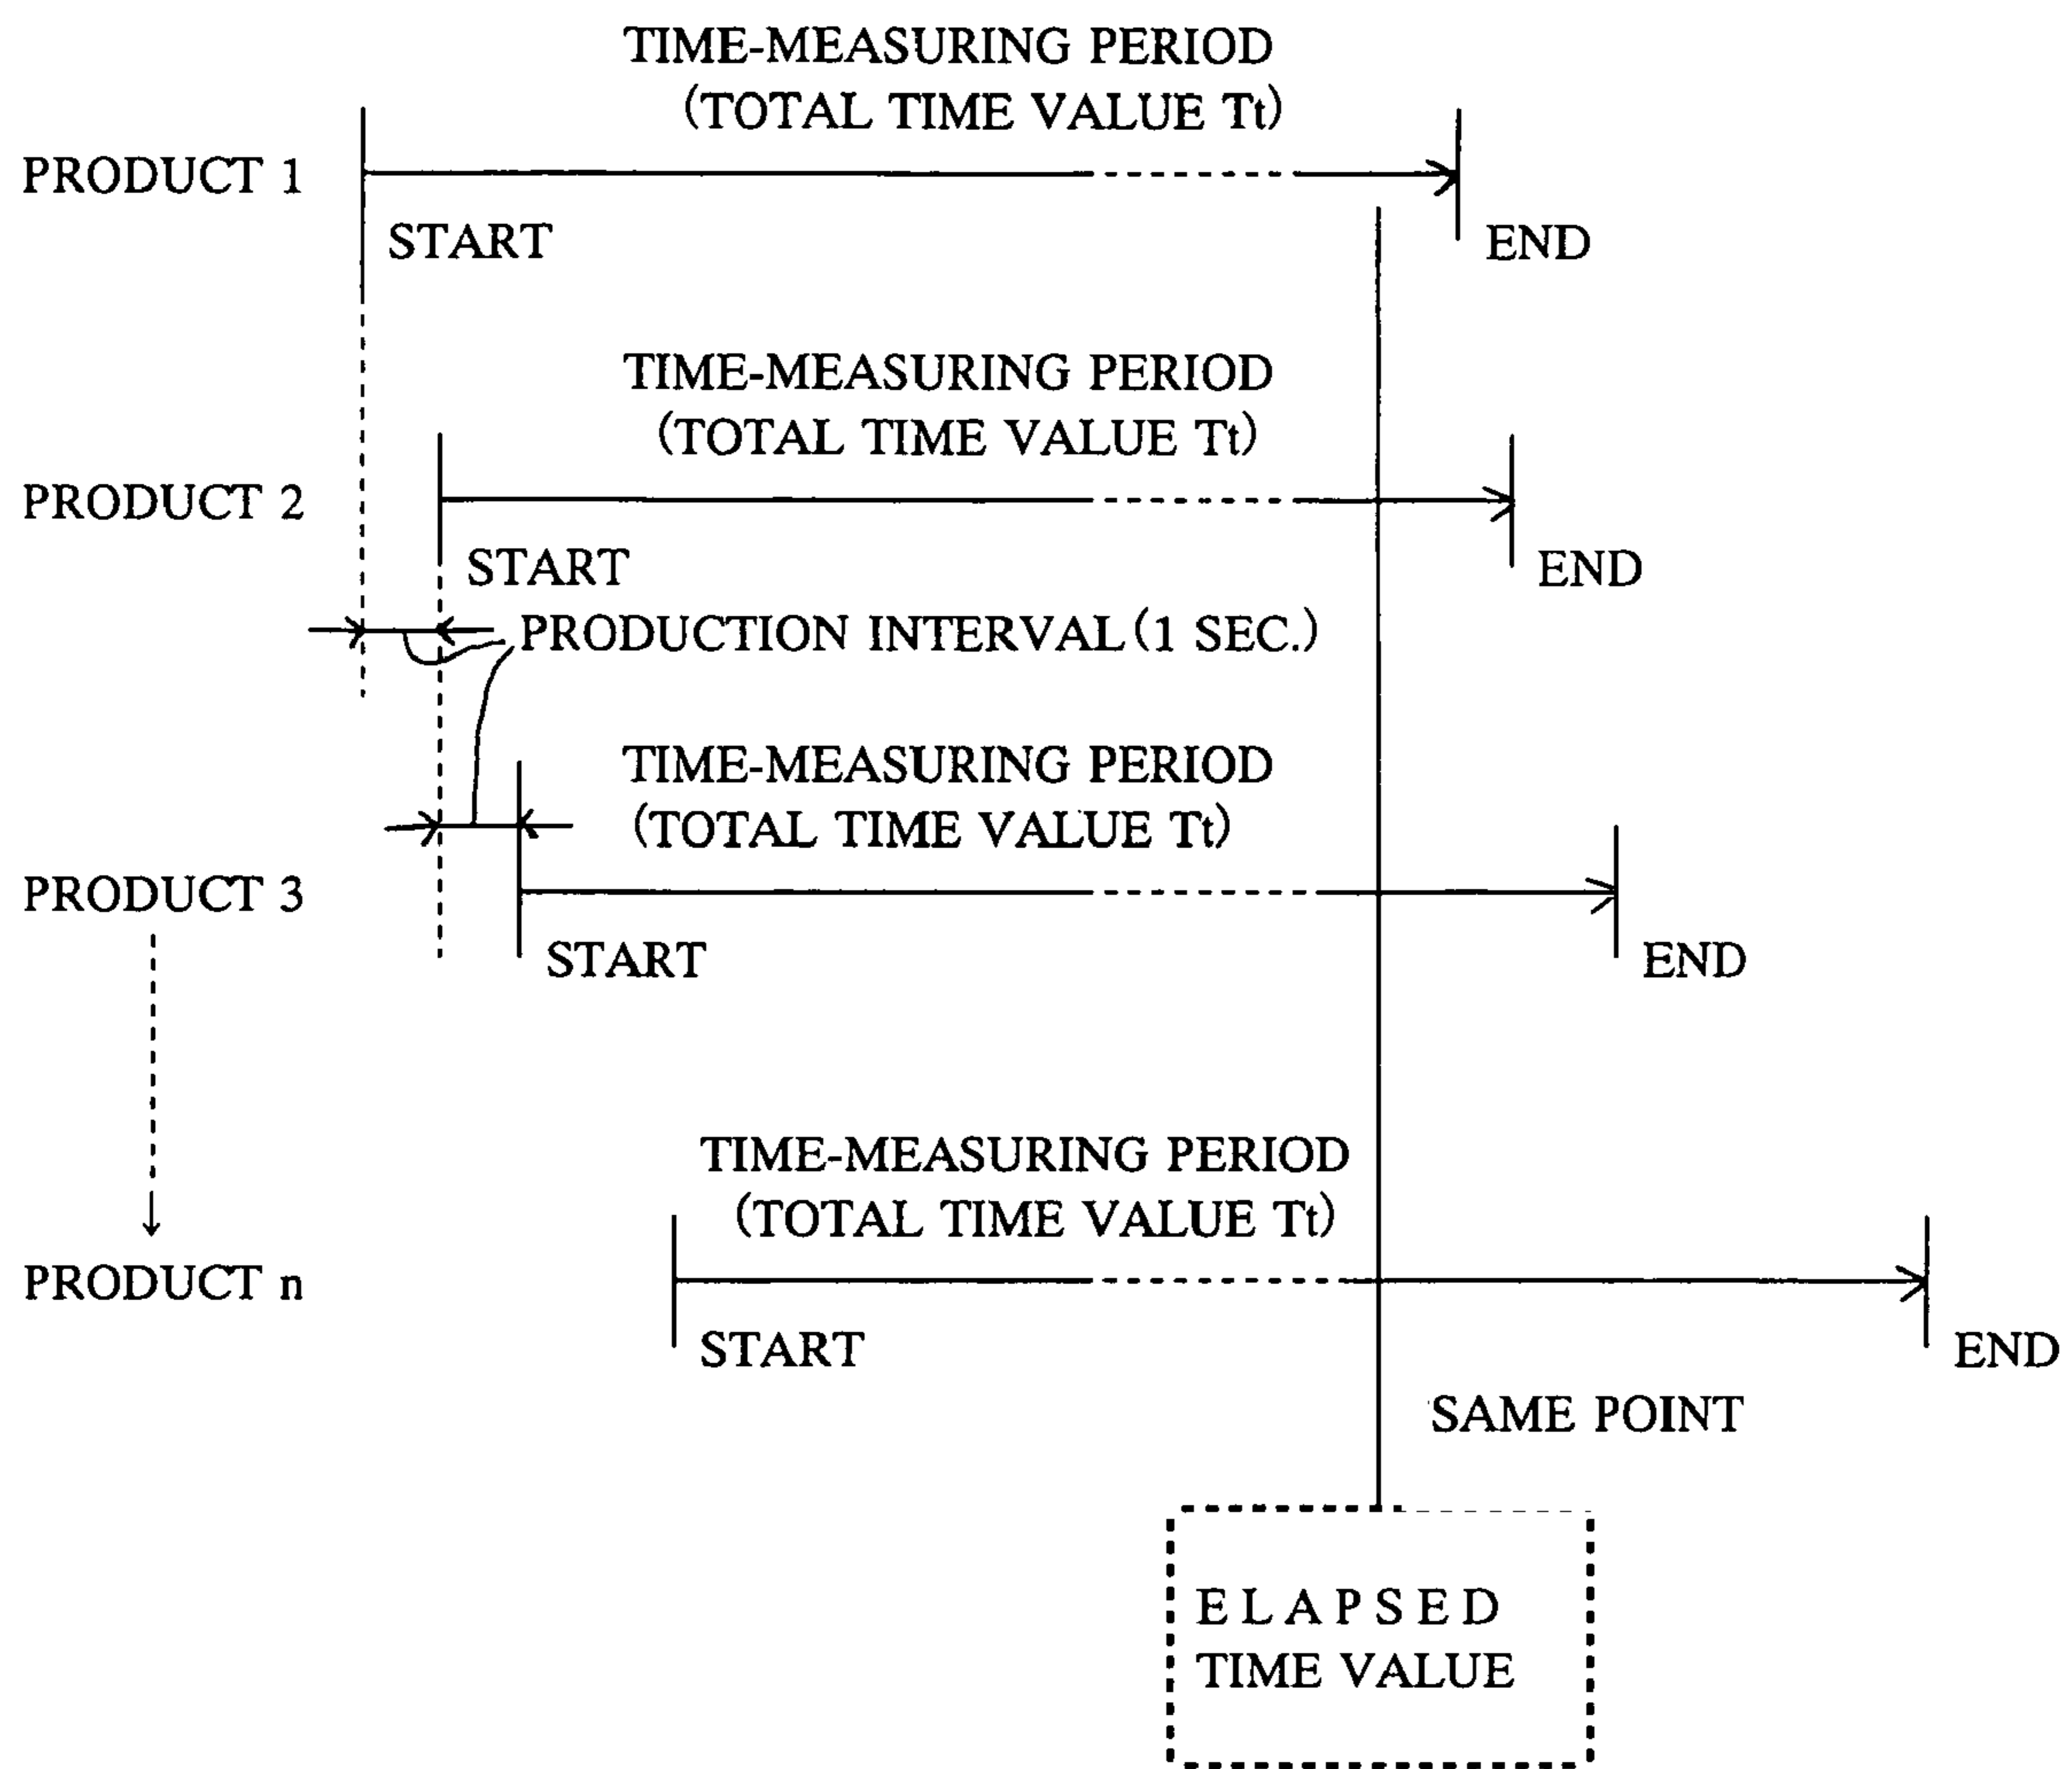 TIME-MEASURING PERIOD
(TOTAL TIME VALUE Tt)
PRODUCT 1
START
END
TIME-MEASURING PERIOD
(TOTAL TIME VALUE Tt)
PRODUCT 2
START
END
PRODUCTION INTERVAL(1 SEC.)
TIME-MEASURING PERIOD
(TOTAL TIME VALUE Tt)
PRODUCT 3
START
END
TIME-MEASURING PERIOD
(TOTAL TIME VALUE Tt)
PRODUCT n
START
END
SAME POINT
ELAPSED
TIME VALUE